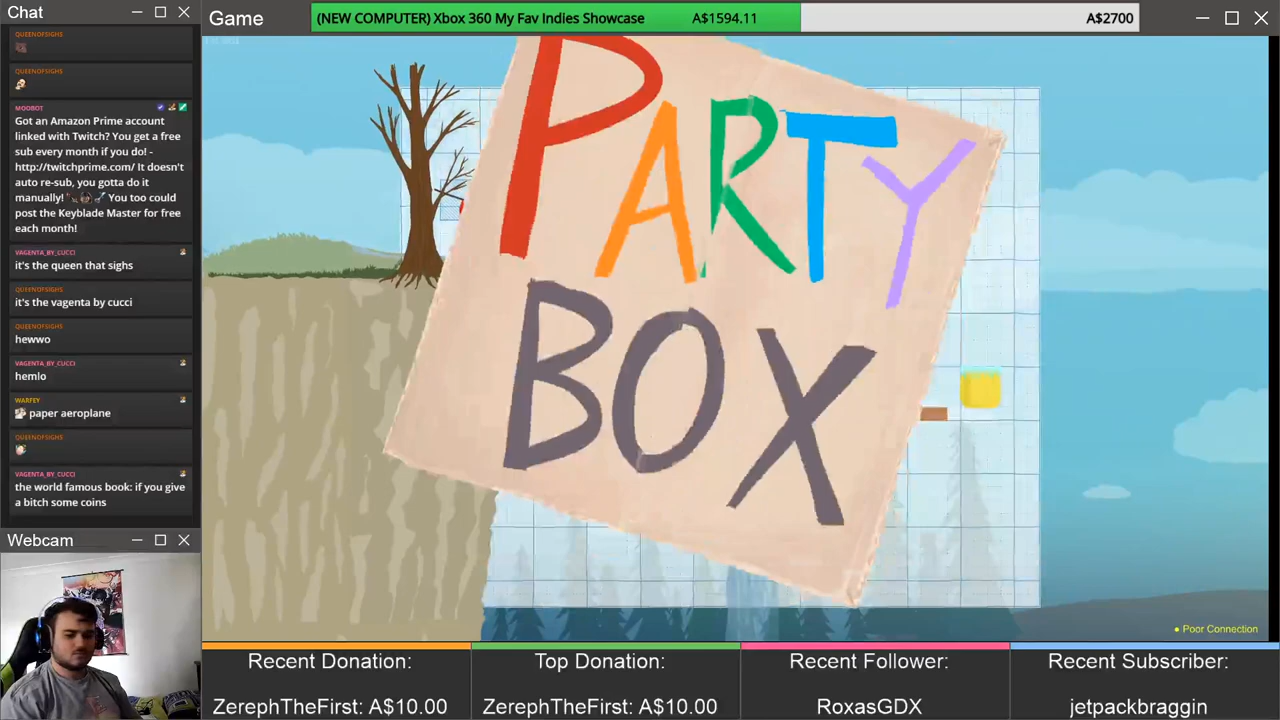 Chat
Game
(NEW COMPUTER) Xbox 360 My Fav Indies Showcase
A$1594.11
A$2700
QUEENOFSIGHS
QUEENOFSIGHS
MOOBOT
Got an Amazon Prime account
linked with Twitch? You get a free
sub every month if you do! -
http://twitchprime.com/ It doesn't
auto re-sub, you gotta do it
manually! You too could
post the Keyblade Master for free
each month!
VAGENTA_BY_CUCCI
it's the queen that sighs
QUEENOFSIGHS
it's the vagenta by cucci
QUEENOFSIGHS
hewwo
VAGENTA_BY_CUCCI
hemlo
WARFEY
paper aeroplane
QUEENOFSIGHS
VAGENTA_BY_CUCCI
the world famous book: if you give
a bitch some coins
PARTY
BOX
Poor Connection
Webcam
Recent Donation:
ZerephTheFirst: A$10.00
Top Donation:
ZerephTheFirst: A$10.00
Recent Follower:
RoxasGDX
Recent Subscriber:
jetpackbraggin